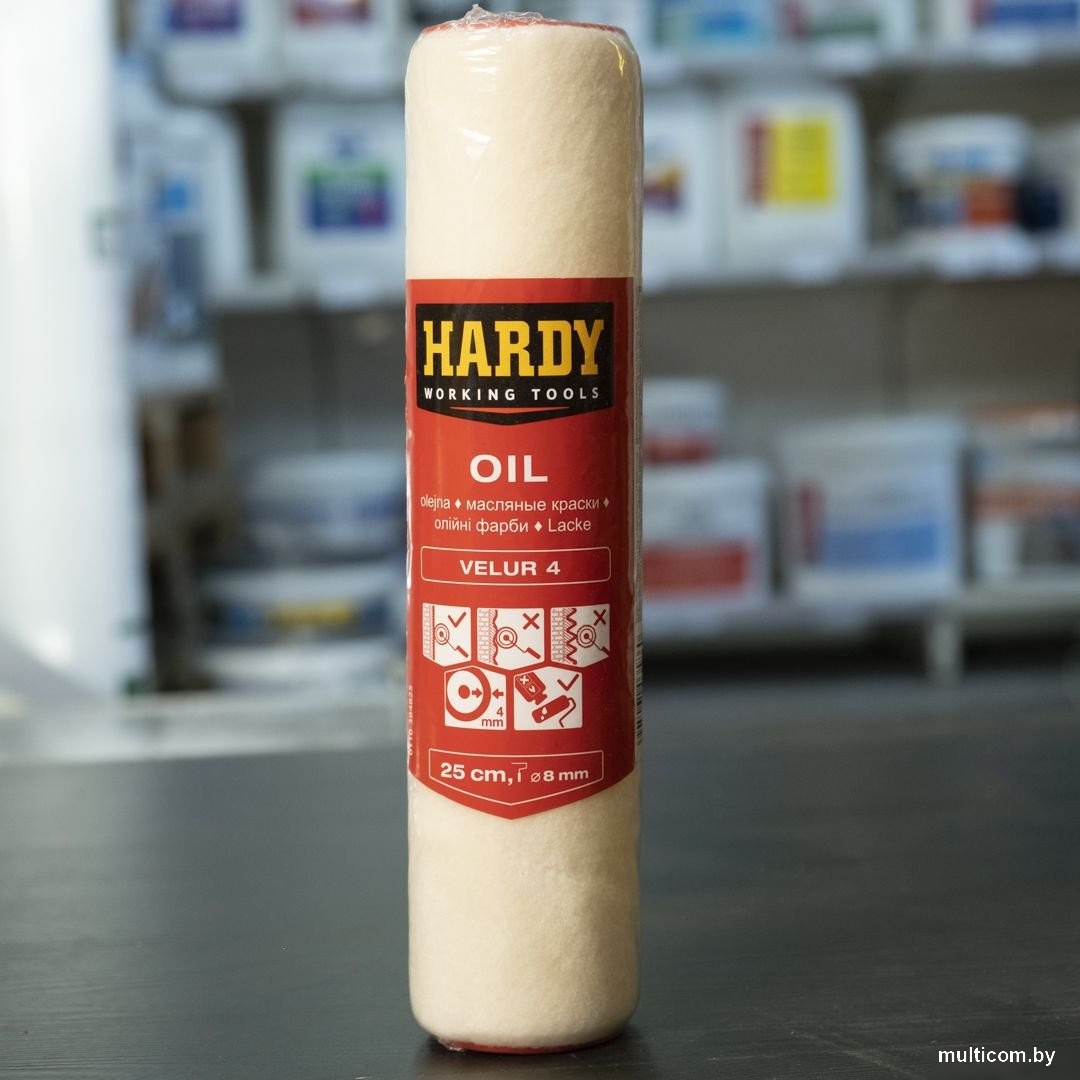 HARDY
WORKING TOOLS
OIL
olejna ♦ масляные краски ♦
олійні фарби ♦ Lacke
VELUR 4
4
mm
25 cm, ⌀ 8 mm
multicom.by